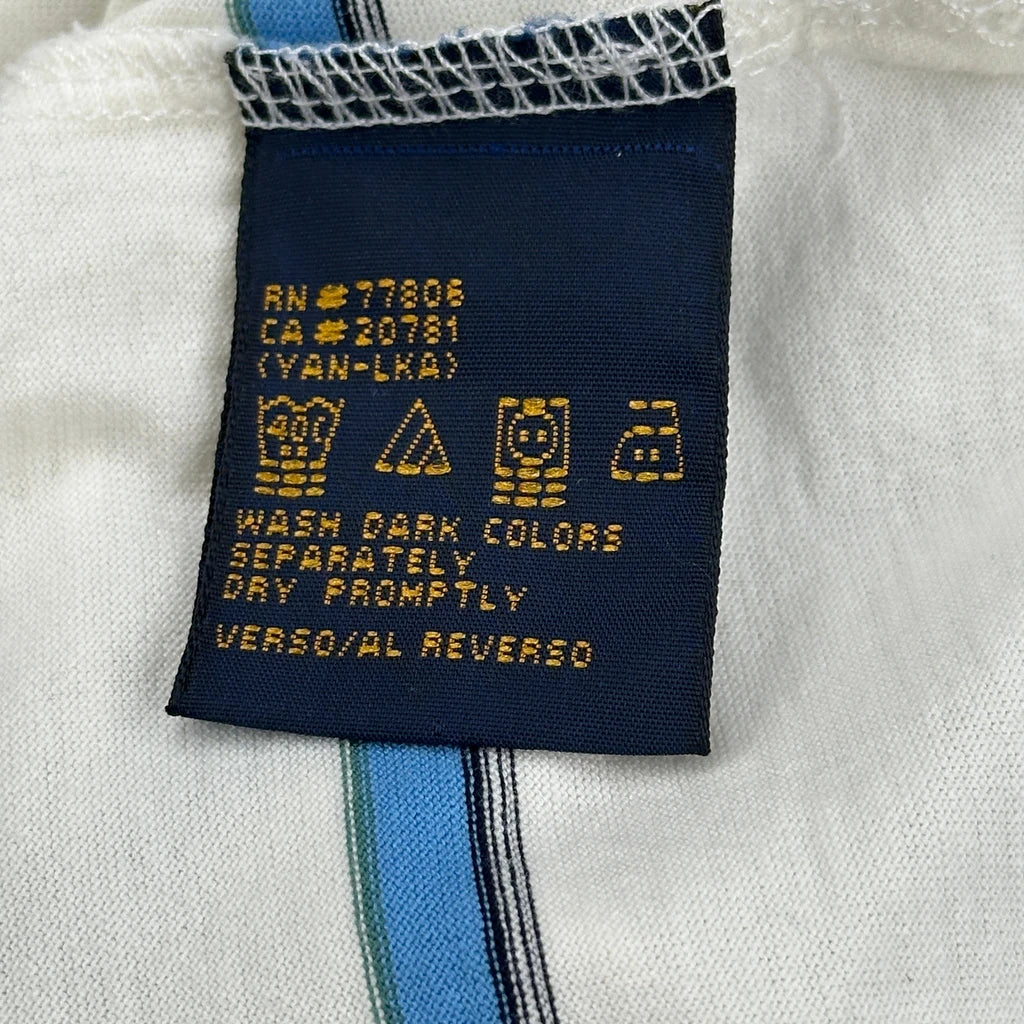 RN #77806
CA #20781
(YAN-LKA)
40
WASH DARK COLORS
SEPARATELY
DRY PROMPTLY
VERSO/AL REVERSO